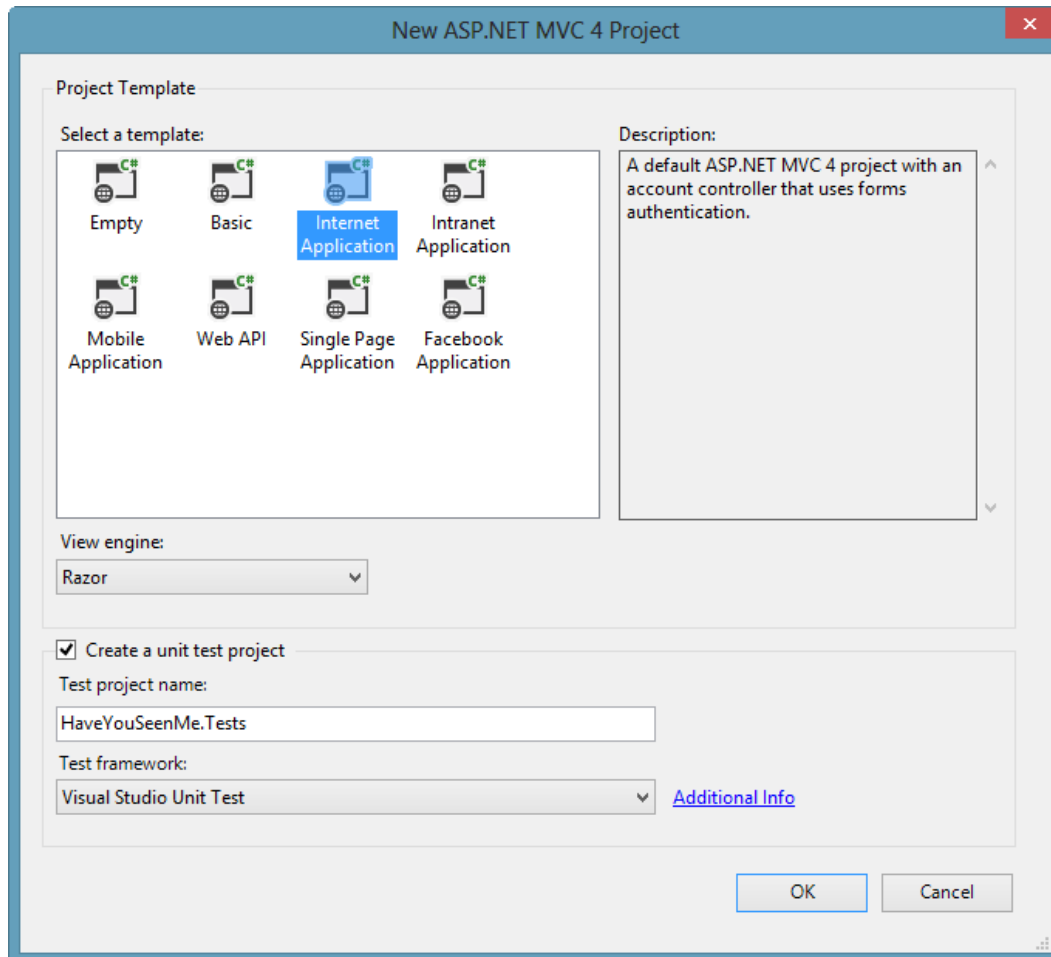 New ASP.NET MVC 4 Project
Project Template
Select a template:
Description:
C# C# C# C#
Empty Basic Internet Application Intranet Application
C# C# C# C#
Mobile Application Web API Single Page Application Facebook Application
A default ASP.NET MVC 4 project with an
account controller that uses forms
authentication.
View engine:
Razor
Create a unit test project
Test project name:
HaveYouSeenMe.Tests
Test framework:
Visual Studio Unit Test
Additional Info
OK
Cancel